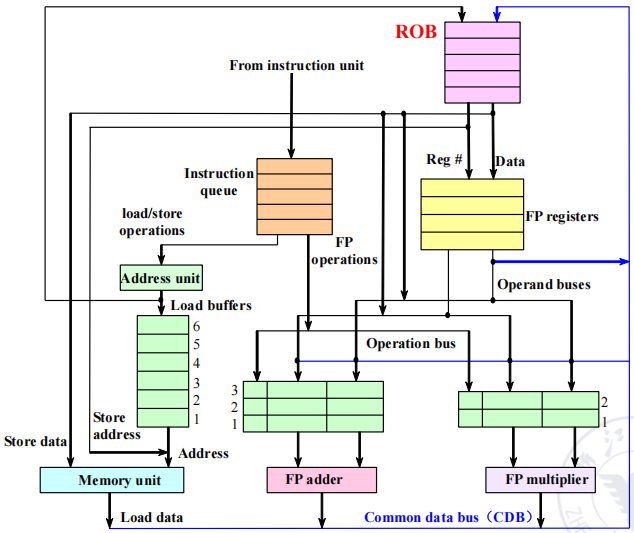 ROB
From instruction unit
Reg #
Data
Instruction
queue
FP registers
load/store
operations
FP
operations
Address unit
Operand buses
Load buffers
6
5
4
3
2
1
Operation bus
3
2
1
2
1
Store
address
Store data
Address
Memory unit
FP adder
FP multiplier
Load data
Common data bus（CDB）